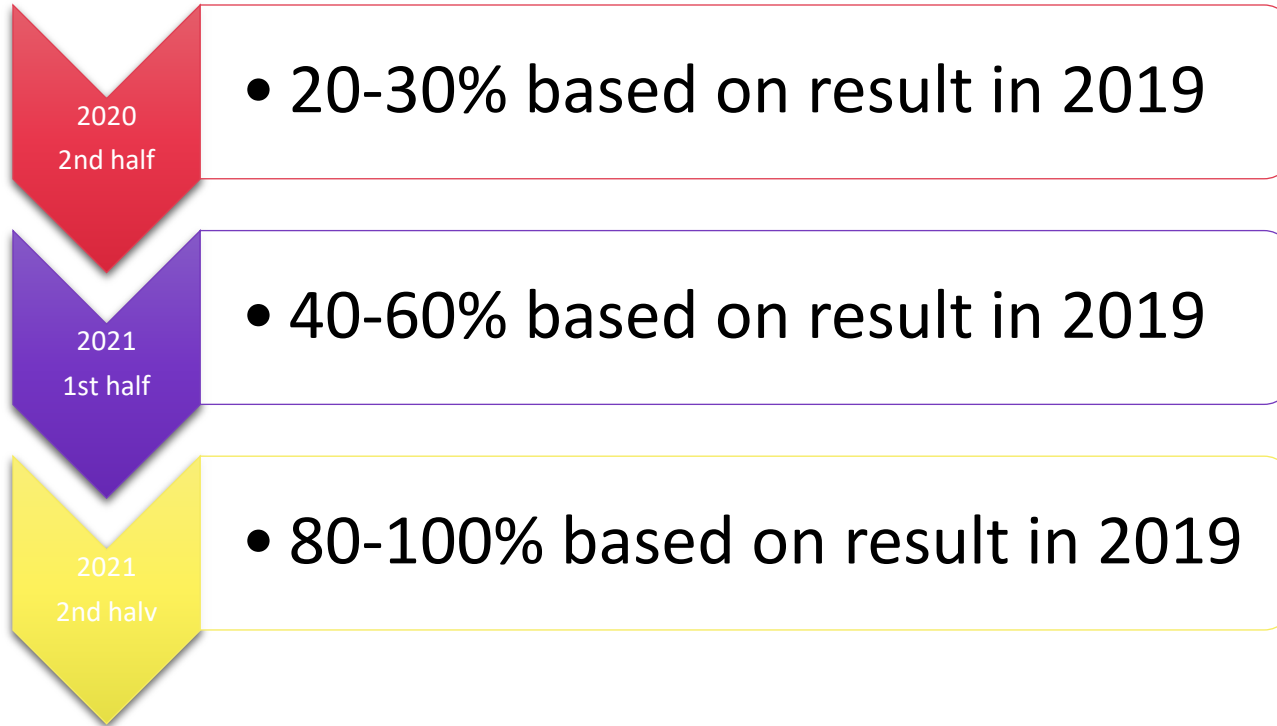 2020
2nd half
• 20-30% based on result in 2019
2021
1st half
• 40-60% based on result in 2019
2021
2nd halv
• 80-100% based on result in 2019